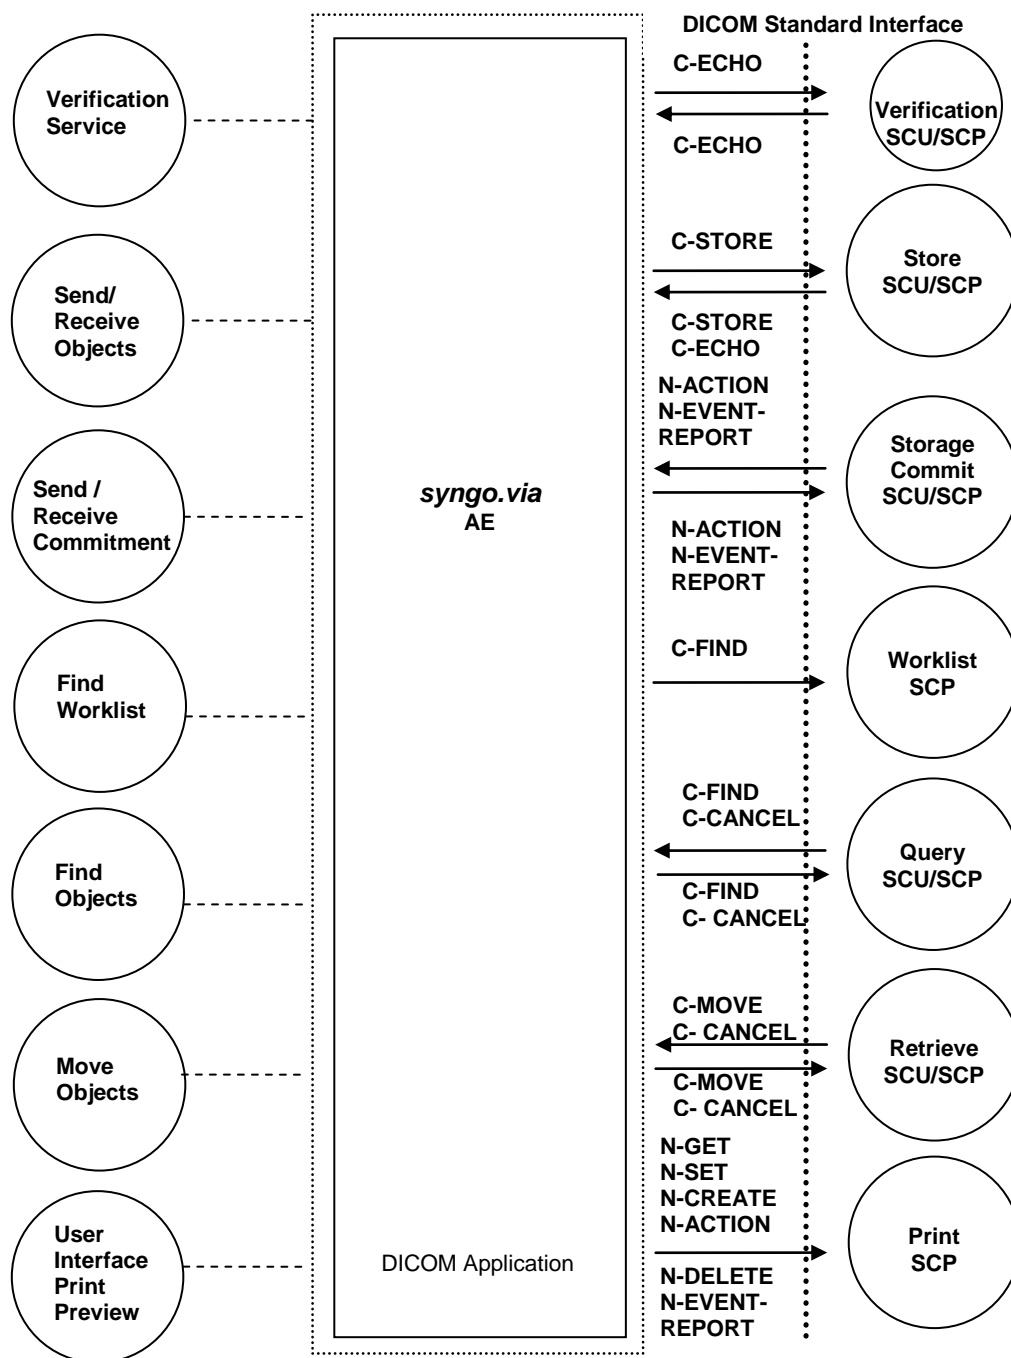 DICOM Standard Interface
Verification
Service
C-ECHO
C-ECHO
Verification
SCU/SCP
Send/
Receive
Objects
C-STORE
C-STORE
C-ECHO
Store
SCU/SCP
Send /
Receive
Commitment
N-ACTION
N-EVENT-
REPORT
N-ACTION
N-EVENT-
REPORT
Storage
Commit
SCU/SCP
syngo.via
AE
Find
Worklist
C-FIND
Worklist
SCP
Find
Objects
C-FIND
C-CANCEL
C-FIND
C- CANCEL
Query
SCU/SCP
Move
Objects
C-MOVE
C- CANCEL
C-MOVE
C- CANCEL
Retrieve
SCU/SCP
User
Interface
Print
Preview
DICOM Application
N-GET
N-SET
N-CREATE
N-ACTION
N-DELETE
N-EVENT-
REPORT
Print
SCP